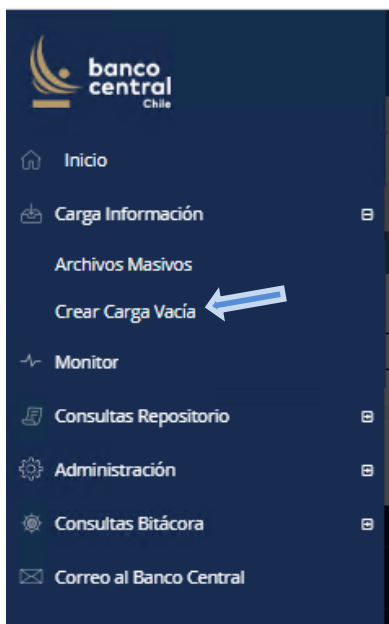 banco
central
Chile
Inicio
Carga Información
Archivos Masivos
Crear Carga Vacía
Monitor
Consultas Repositorio
Administración
Consultas Bitácora
Correo al Banco Central